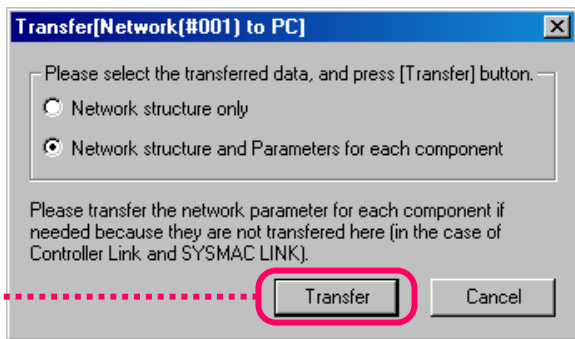 Transfer[Network(#001) to PC]
Please select the transferred data, and press [Transfer] button.
Network structure only
Network structure and Parameters for each component
Please transfer the network parameter for each component if
needed because they are not transfered here (in the case of
Controller Link and SYSMAC LINK).
Transfer Cancel